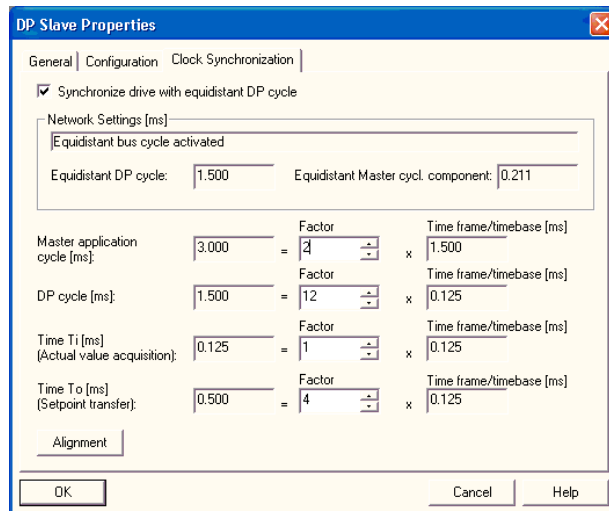 DP Slave Properties
General Configuration Clock Synchronization
Synchronize drive with equidistant DP cycle
Network Settings [ms]
Equidistant bus cycle activated
Equidistant DP cycle: 1.500 Equidistant Master cycl. component: 0.211
Factor Time frame/timebase [ms]
Master application cycle [ms]: 3.000 = 2 x 1.500
Factor Time frame/timebase [ms]
DP cycle [ms]: 1.500 = 12 x 0.125
Factor Time frame/timebase [ms]
Time Ti [ms] (Actual value acquisition): 0.125 = 1 x 0.125
Factor Time frame/timebase [ms]
Time To [ms] (Setpoint transfer): 0.500 = 4 x 0.125
Alignment
OK Cancel Help